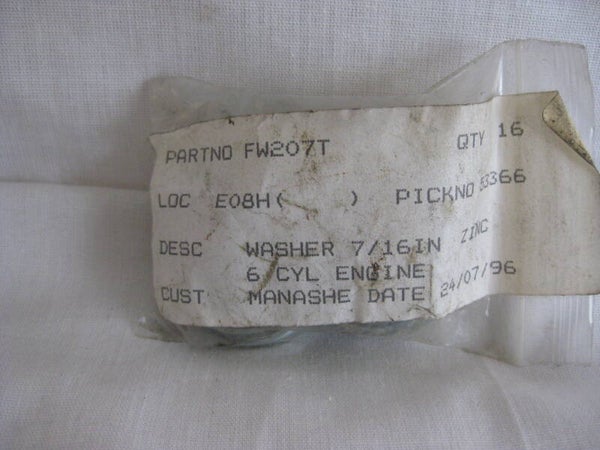 PARTNO FW207T QTY 16
LOC E08H( ) PICKNO 53366
DESC WASHER 7/16IN ZINC
6 CYL ENGINE
CUST MANASHE DATE 24/07/96